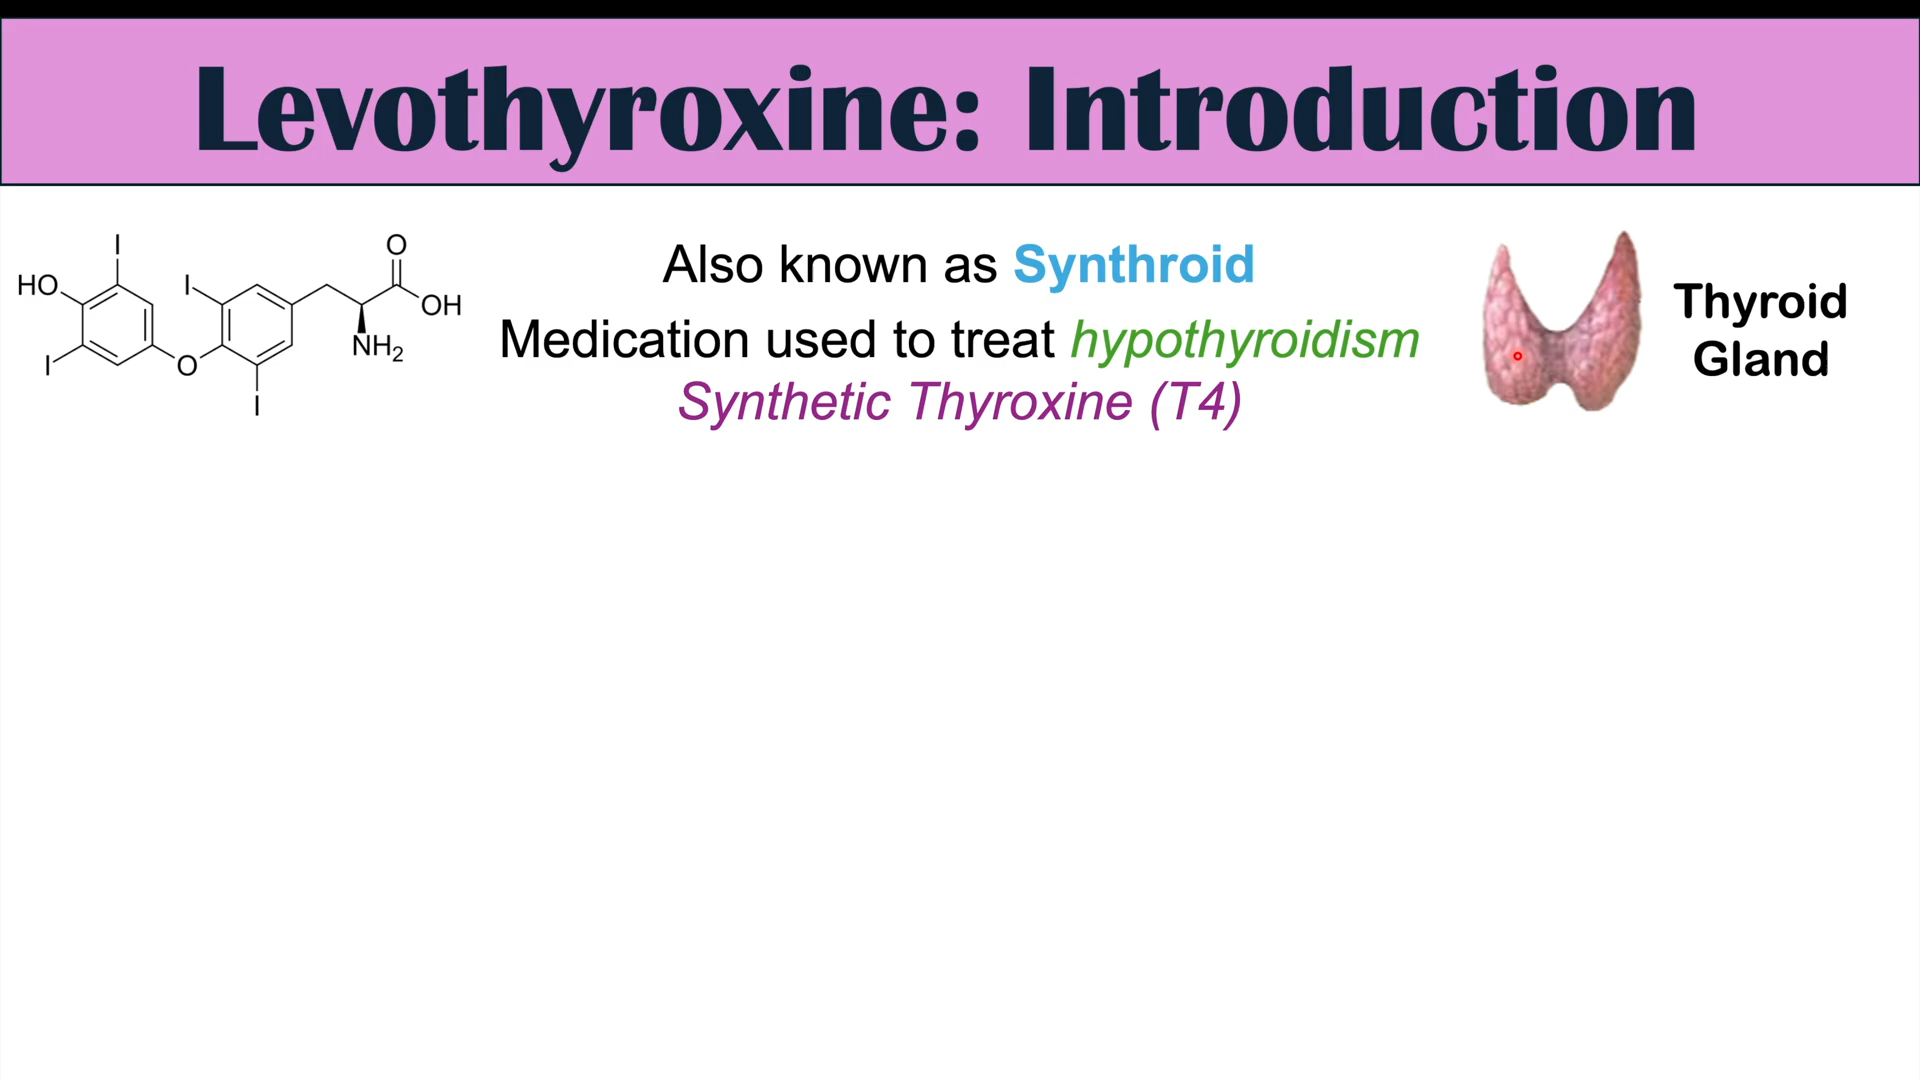 Levothyroxine: Introduction
I
HO
I
O
I
I
O
OH
NH₂
Also known as Synthroid
Medication used to treat hypothyroidism
Synthetic Thyroxine (T4)
Thyroid
Gland